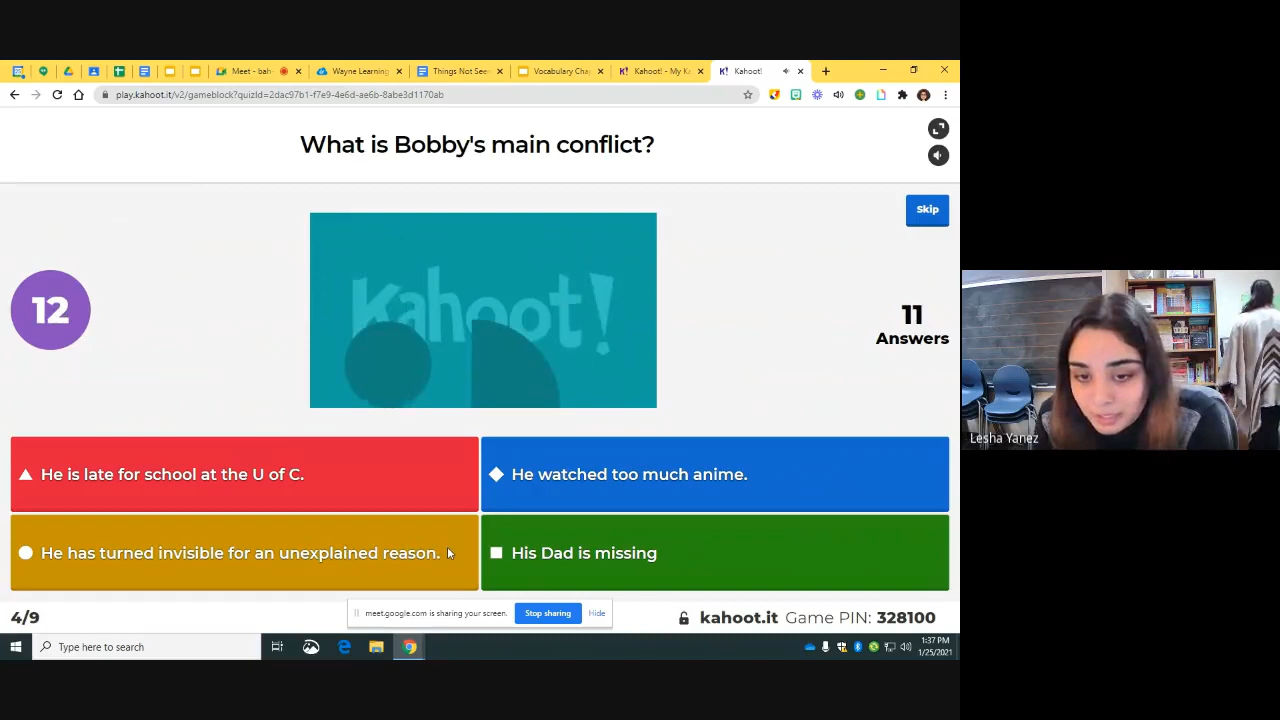 Meet - bah-
Wayne Learning
Things Not See
Vocabulary Cha
Kahoot! - My Ka
Kahoot!
play.kahoot.it/v2/gameblock?quizId=2dac97b1-f7e9-4e6d-ae6b-8abe3d1170ab
What is Bobby's main conflict?
Skip
Kahoot!
12
11
Answers
He is late for school at the U of C.
He watched too much anime.
He has turned invisible for an unexplained reason.
His Dad is missing
Lesha Yanez
4/9
meet.google.com is sharing your screen.
Stop sharing
Hide
kahoot.it Game PIN: 328100
Type here to search
1:37 PM
1/25/2021